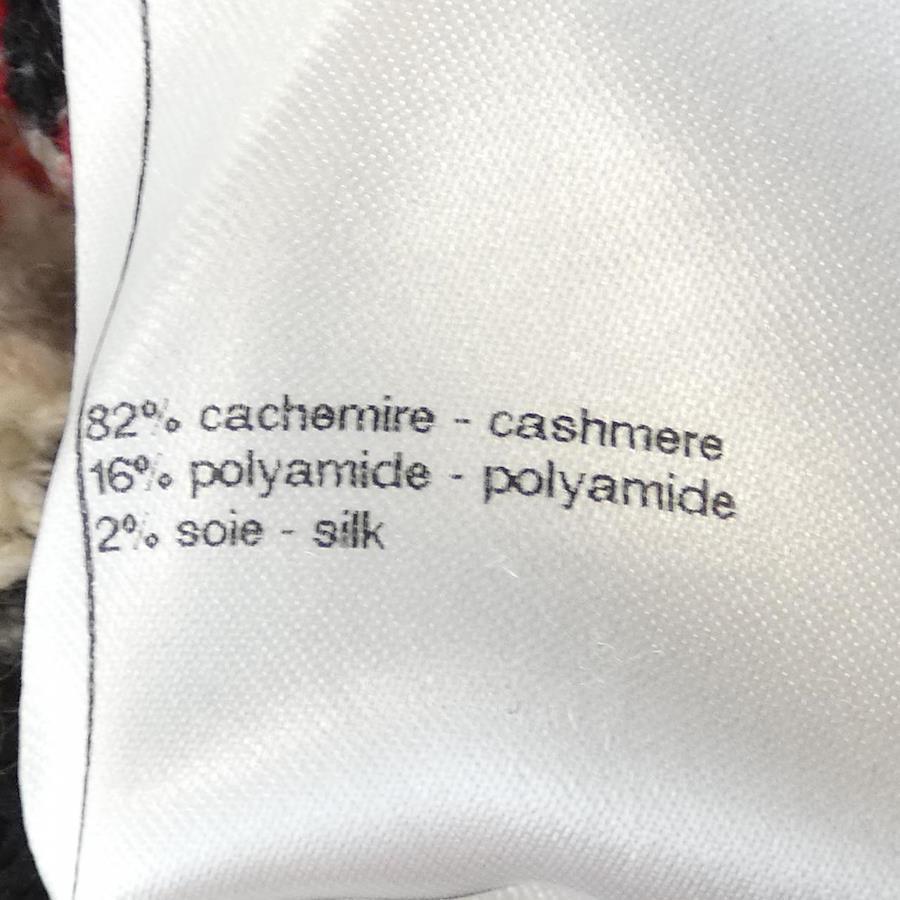 82% cachemire - cashmere
16% polyamide - polyamide
2% soie - silk